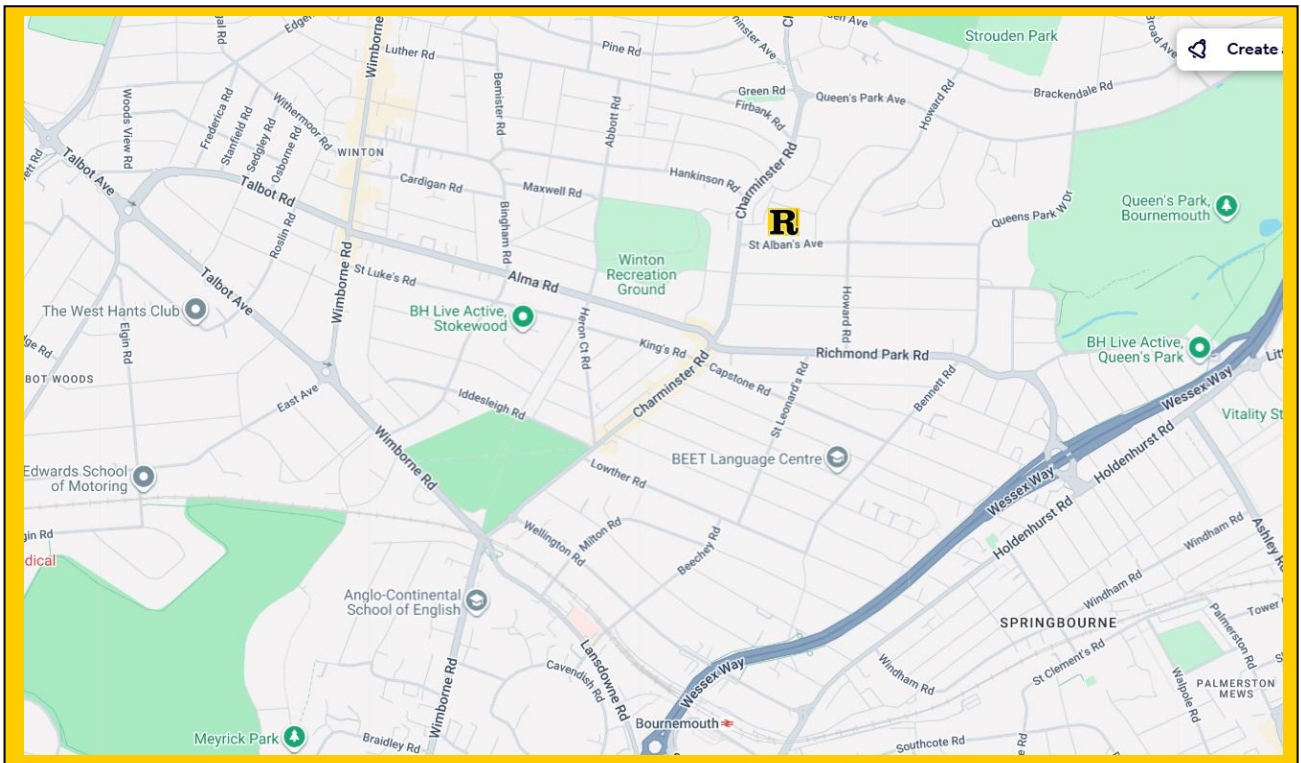 Strouden Park
Create
Wimborne
Luther Rd
Pine Rd
Broad Ave
Brackendale Rd
Green Rd
Queen's Park Ave
Howard Rd
Firbank Rd
Woods View Rd
Frederica Rd
Stanfield Rd
Sedgley Rd
Osborne Rd
Withermoor Rd
WINTON
Bemister Rd
Abbott Rd
Charminster Rd
Hankinson Rd
Talbot Ave
Talbot Rd
Cardigan Rd
Maxwell Rd
Bingham Rd
R
Queens Park W Dr
Queen's Park,
Bournemouth
St Alban's Ave
Roslin Rd
Wimborne Rd
St Luke's Rd
Alma Rd
Winton
Recreation
Ground
Talbot Ave
The West Hants Club
Elgin Rd
BH Live Active,
Stokewood
Heron Ct Rd
King's Rd
Howard Rd
Richmond Park Rd
BH Live Active,
Queen's Park
Wessex Way
Charminster Rd
Capstone Rd
St Leonard's Rd
Bennett Rd
BOT WOODS
East Ave
Iddesleigh Rd
Wimborne Rd
Vitality St
Holdenhurst Rd
Edwards School
of Motoring
Lowther Rd
BEET Language Centre
Wessex Way
Holdenhurst Rd
gin Rd
dical
Wellington Rd
Milton Rd
Beechey Rd
Ashley Rd
Windham Rd
Anglo-Continental
School of English
Windham Rd
SPRINGBOURNE
Tower
Palmerston Rd
Lansdowne Rd
Cavendish Rd
Wessex Way
Windham Rd
St Clement's Rd
Walpole Rd
PALMERSTON
MEWS
Wimborne Rd
Meyrick Park
Braidley Rd
Bournemouth
Southcote Rd